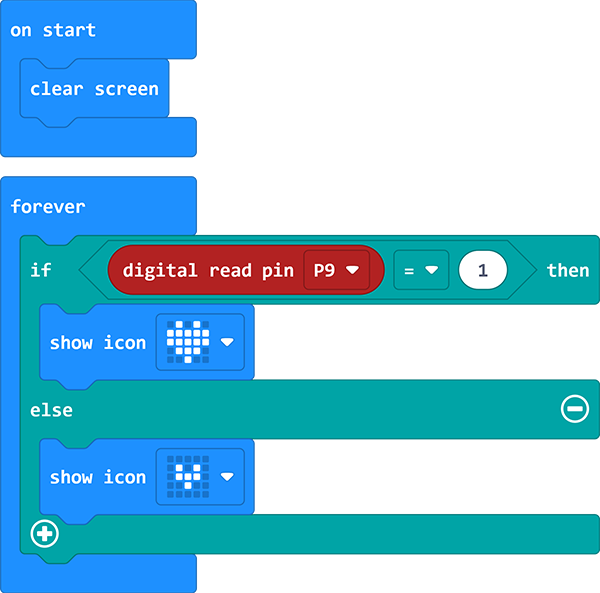 on start
clear screen
forever
if digital read pin P9 = 1 then
show icon
else
show icon